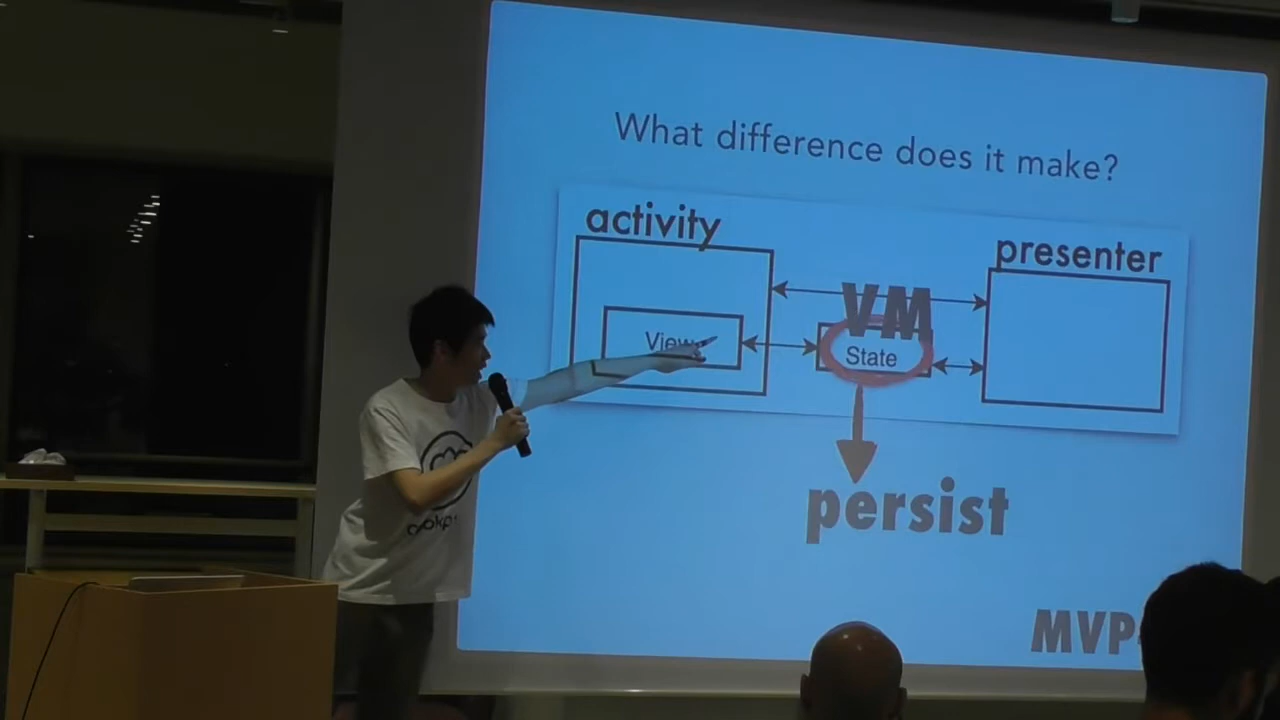 What difference does it make?
activity
presenter
VM
View
State
persist
MVP